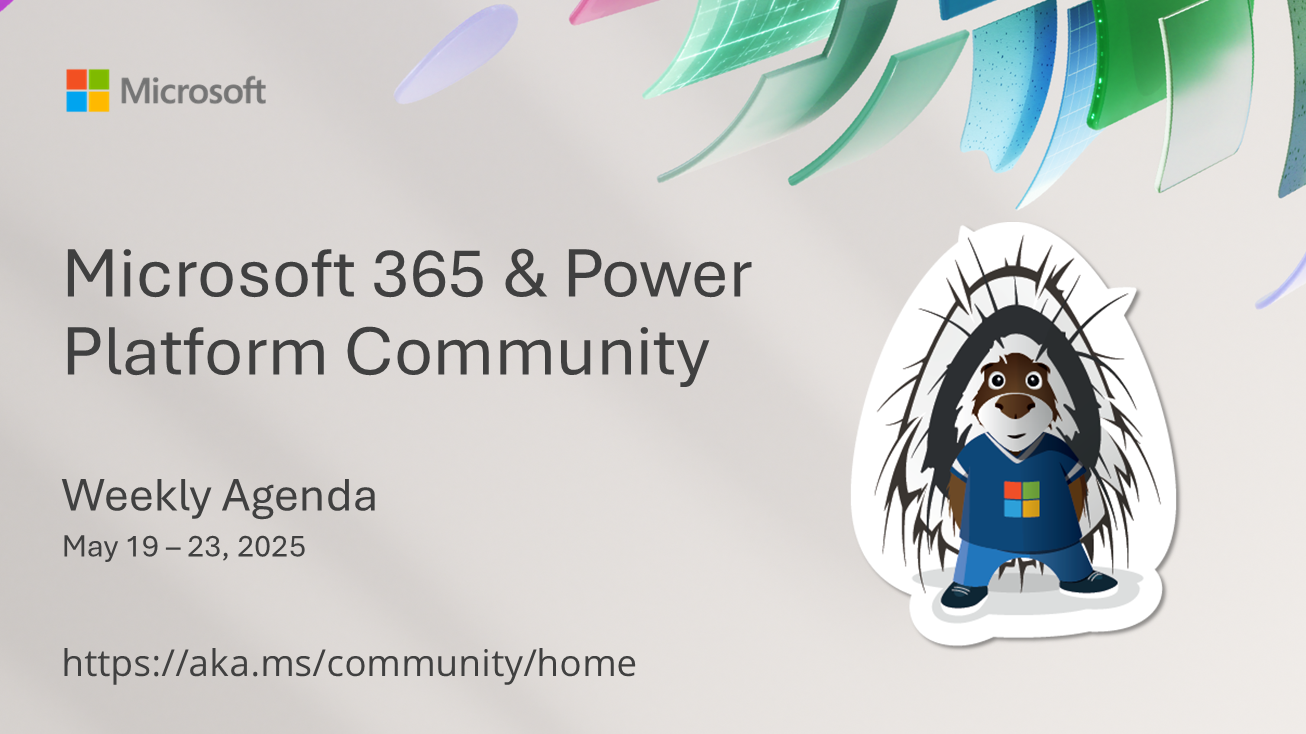 Microsoft
Microsoft 365 & Power
Platform Community
Weekly Agenda
May 19 – 23, 2025
https://aka.ms/community/home